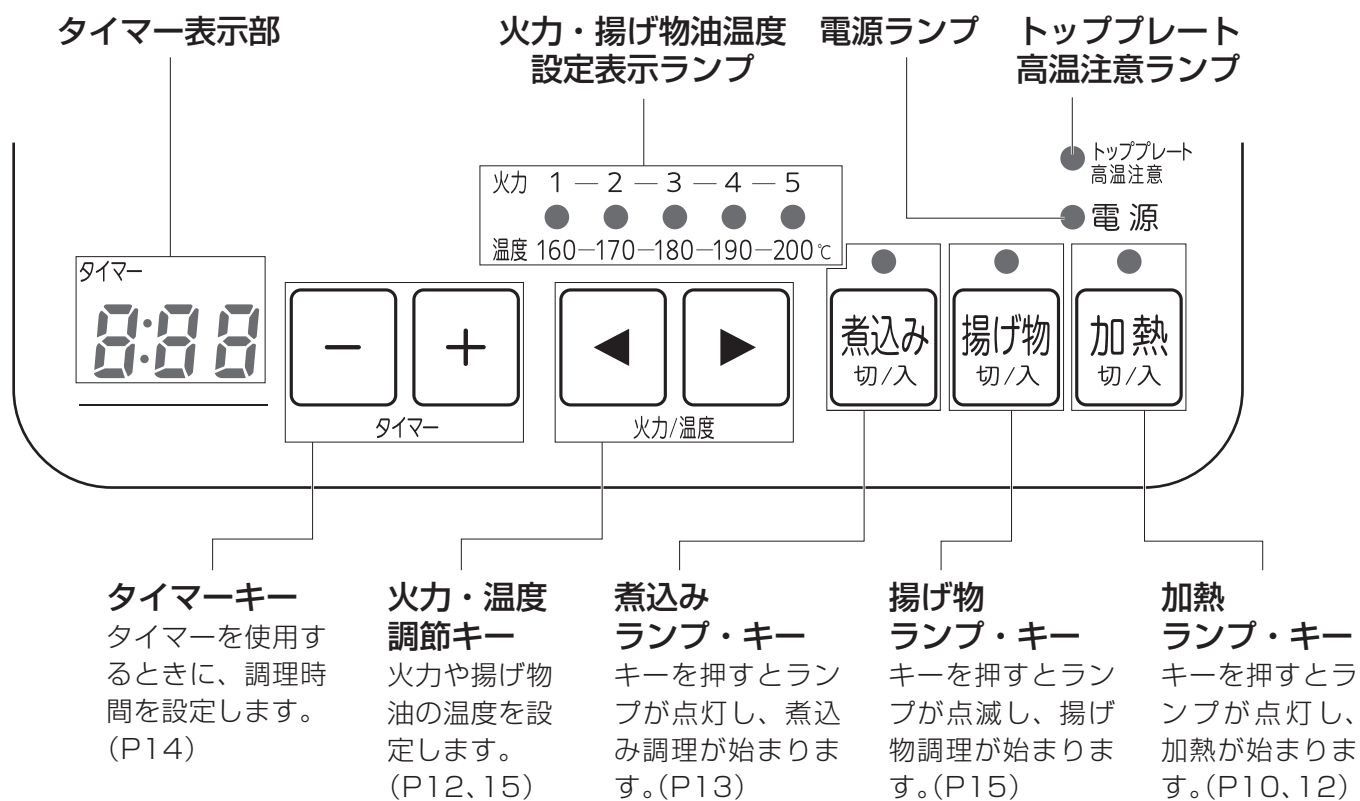 タイマー表示部
火力・揚げ物油温度
設定表示ランプ
電源ランプ
トッププレート
高温注意ランプ
トッププレート
高温注意
火力 1 — 2 — 3 — 4 — 5
温度 160—170—180—190—200℃
電源
タイマー
8:88
−
+
タイマー
◀
▶
火力/温度
煮込み
切/入
揚げ物
切/入
加熱
切/入
タイマーキー
タイマーを使用す
るときに、調理時
間を設定します。
(P14)
火力・温度
調節キー
火力や揚げ物
油の温度を設
定します。
(P12、15)
煮込み
ランプ・キー
キーを押すとラン
プが点灯し、煮込
み調理が始まりま
す。(P13)
揚げ物
ランプ・キー
キーを押すとラン
プが点滅し、揚げ
物調理が始まりま
す。(P15)
加熱
ランプ・キー
キーを押すとラ
ンプが点灯し、
加熱が始まりま
す。(P10、12)